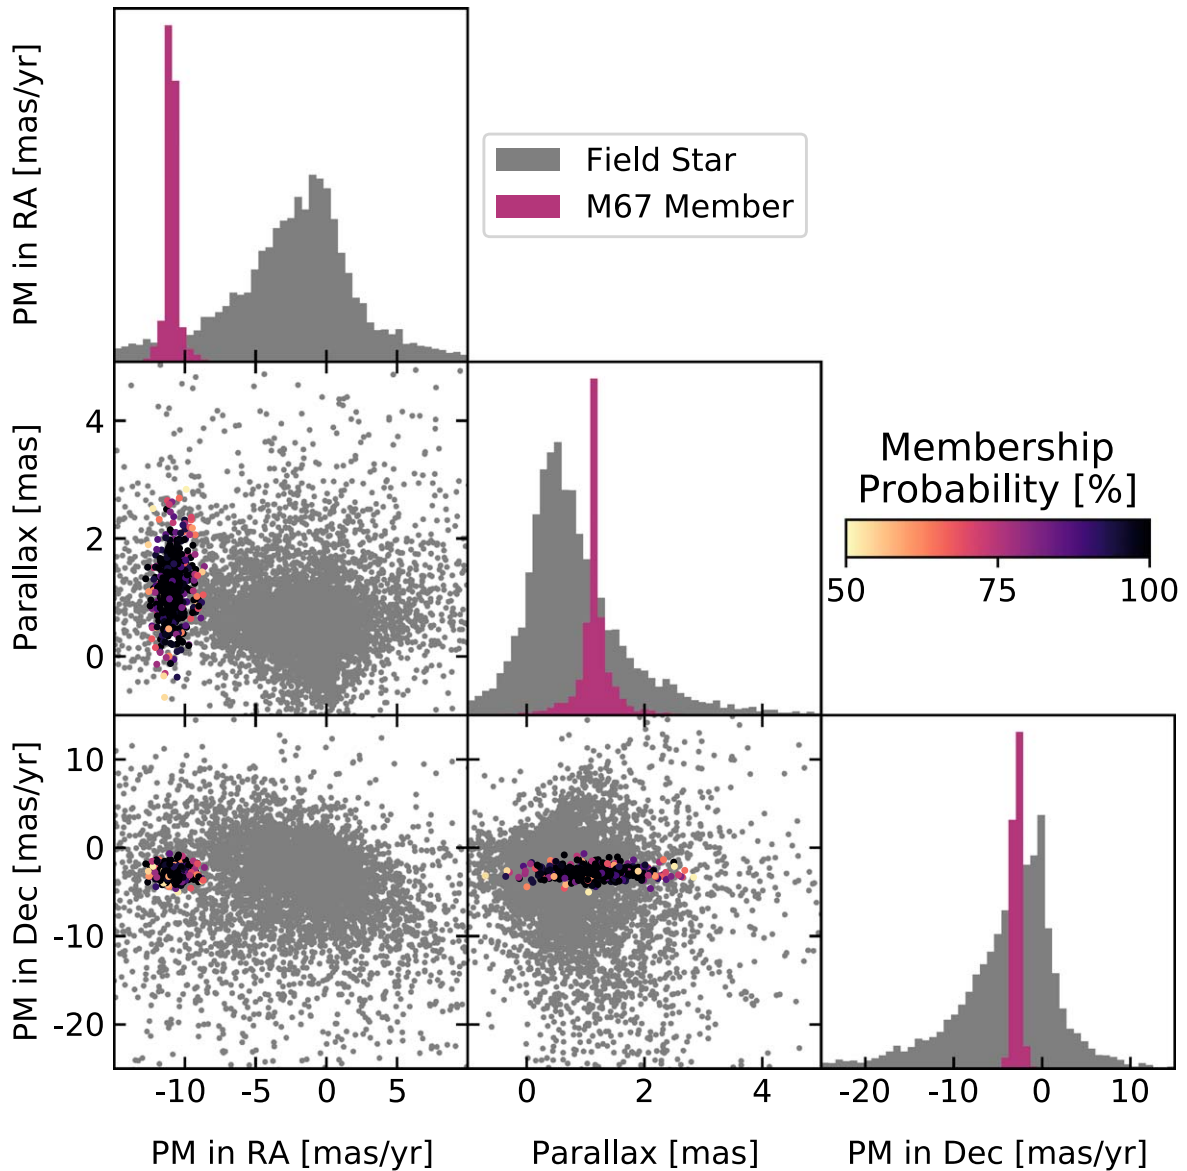 PM in RA [mas/yr]
Field Star
M67 Member
Parallax [mas]
4
2
0
Membership
Probability [%]
50 75 100
PM in Dec [mas/yr]
10
0
-10
-20
-10 -5 0 5
0 2 4
-20 -10 0 10
PM in RA [mas/yr]
Parallax [mas]
PM in Dec [mas/yr]